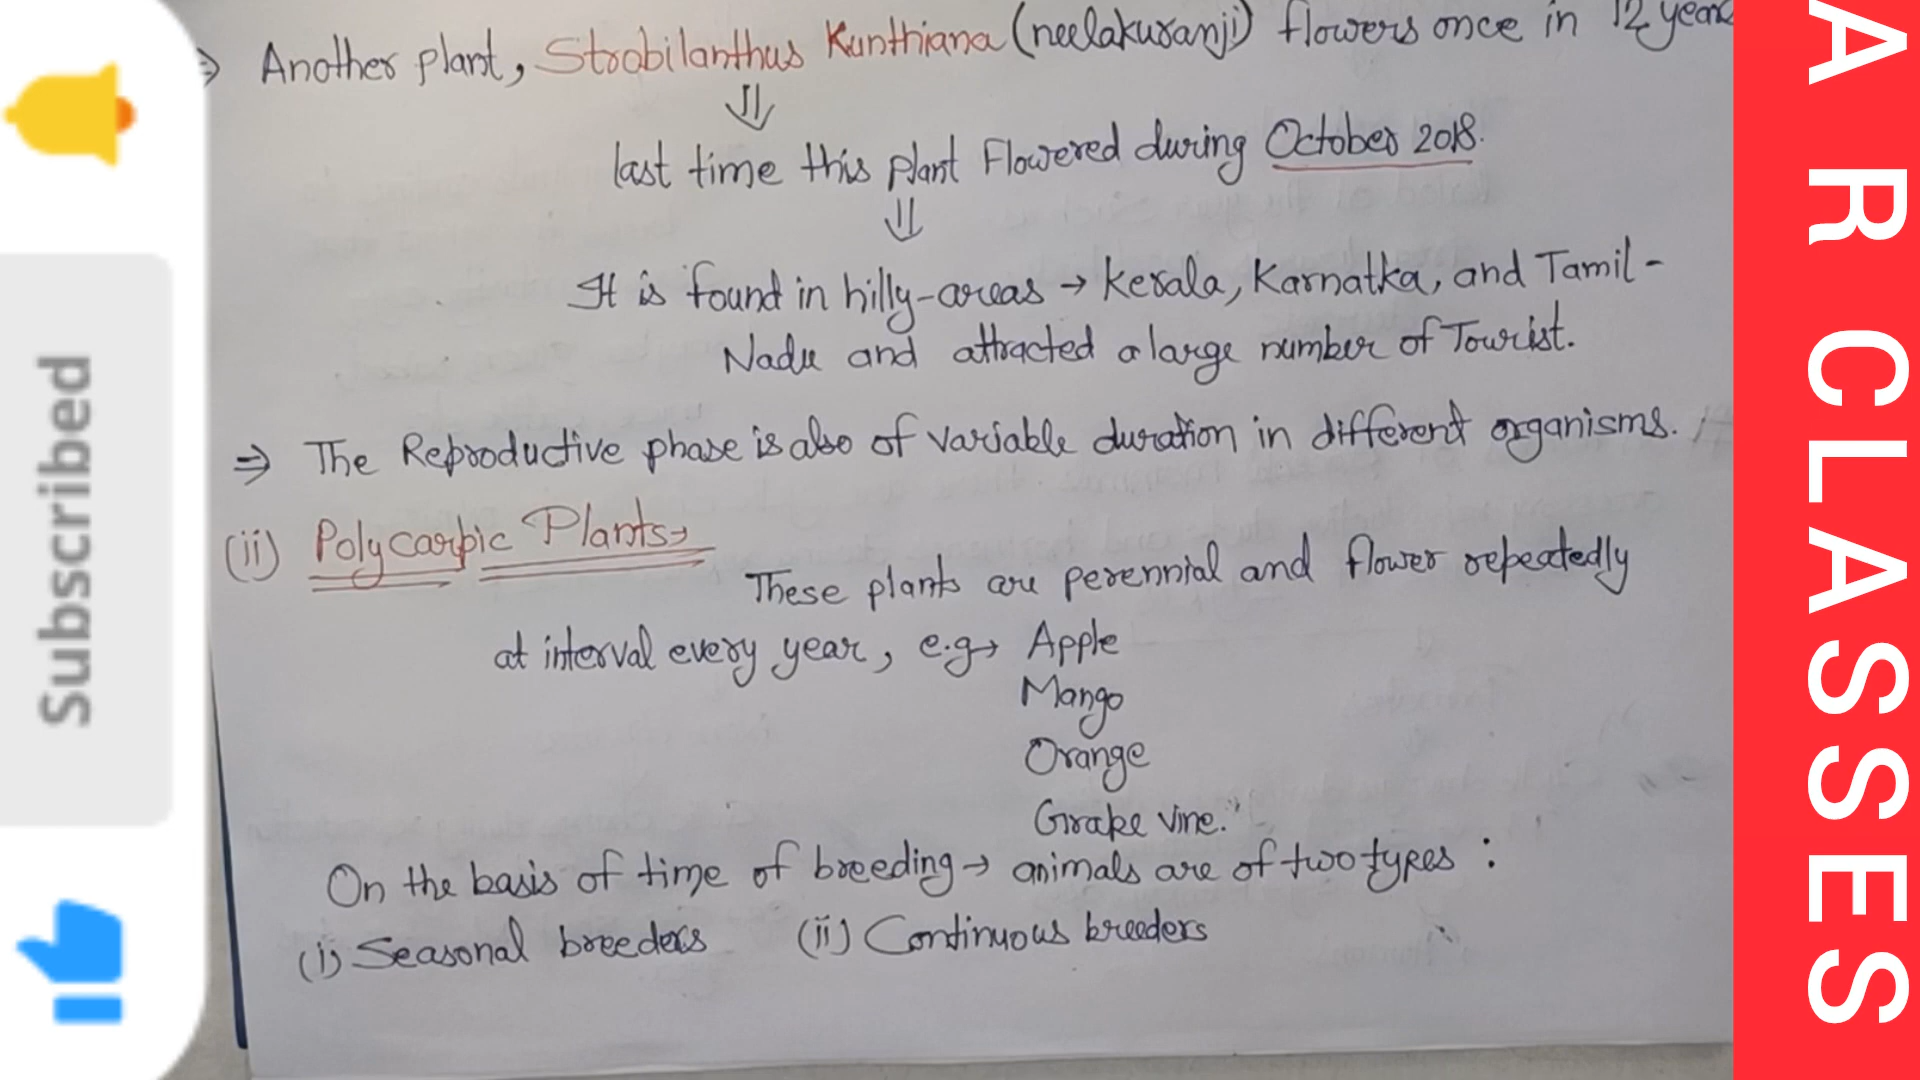 ⇒ Another plant, Strobilanthus Kunthiana (neelakuranji) flowers once in 12 years
⇓
last time this plant Flowered during October 2018.
⇓
It is found in hilly-areas → Kerala, Karnatka, and Tamil-
Nadu and attracted a large number of Tourist.
⇒ The Reproductive phase is also of variable duration in different organisms.
(ii) Polycarpic Plants→
These plants are perennial and flower repeatedly
at interval every year, e.g→ Apple
Mango
Orange
Grape vine."
On the basis of time of breeding → animals are of two types :
(i) Seasonal breeders (ii) Continuous breeders
Subscribed
A R CLASSES